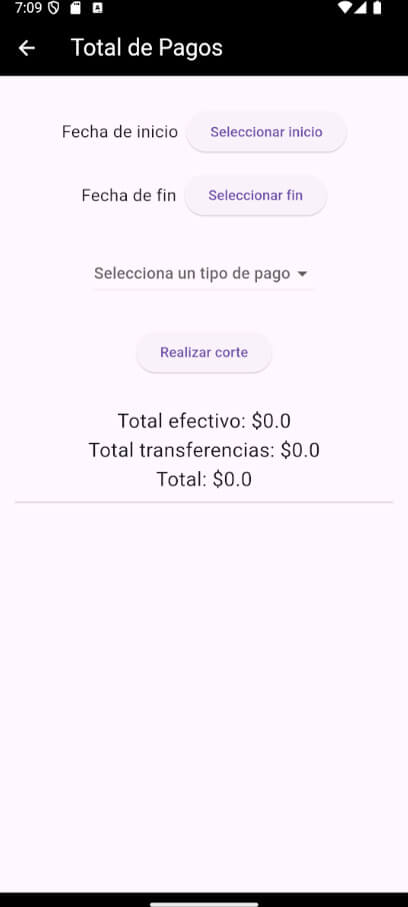 7:09
Total de Pagos
Fecha de inicio Seleccionar inicio
Fecha de fin Seleccionar fin
Selecciona un tipo de pago
Realizar corte
Total efectivo: $0.0
Total transferencias: $0.0
Total: $0.0